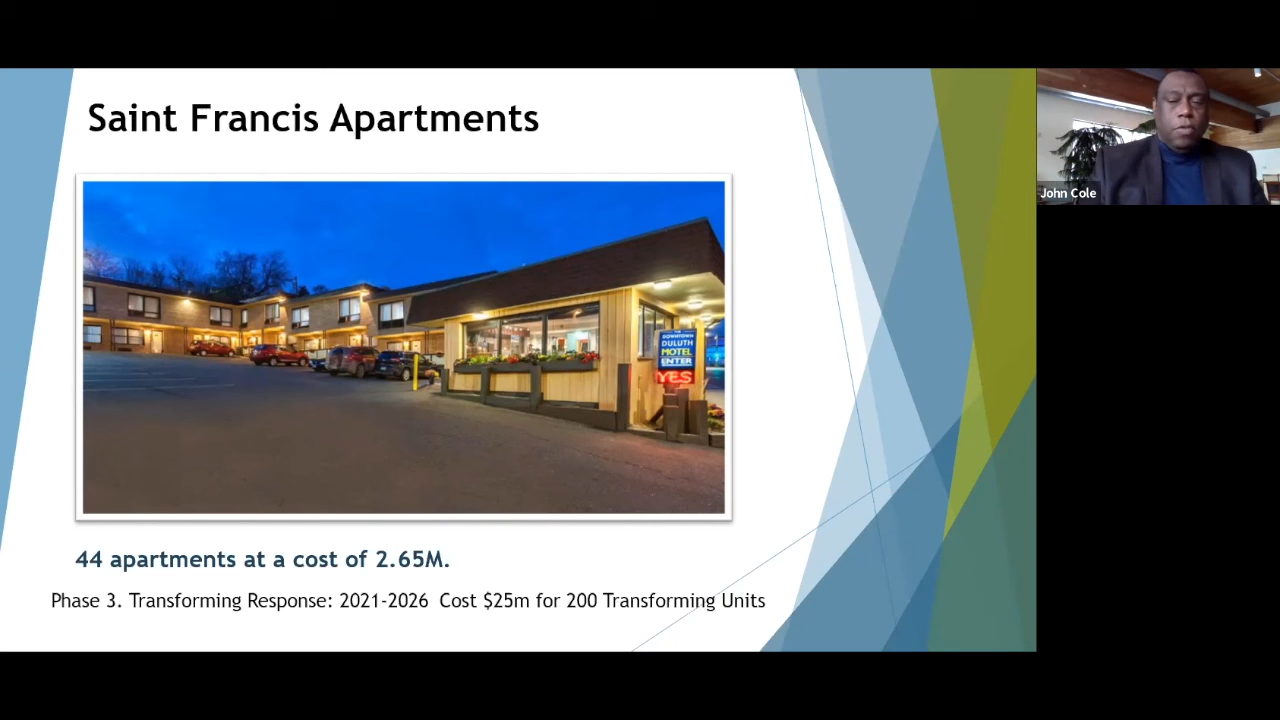 Saint Francis Apartments
John Cole
DOWNTOWN
DULUTH
MOTEL
ENTER
YES
44 apartments at a cost of 2.65M.
Phase 3. Transforming Response: 2021-2026 Cost $25m for 200 Transforming Units